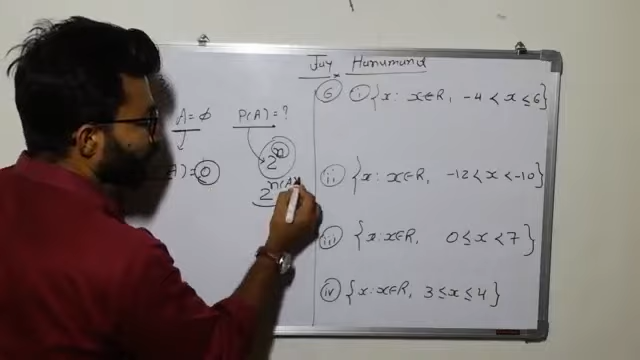 Jay Hanumand
A = ϕ P(A) = ?
2^n
A) = 0
2^n(A)
6 i {x: x∈R, -4 < x ≤ 6}
ii {x: x∈R, -12 < x < -10}
iii {x: x∈R, 0 ≤ x < 7}
iv {x: x∈R, 3 ≤ x ≤ 4}